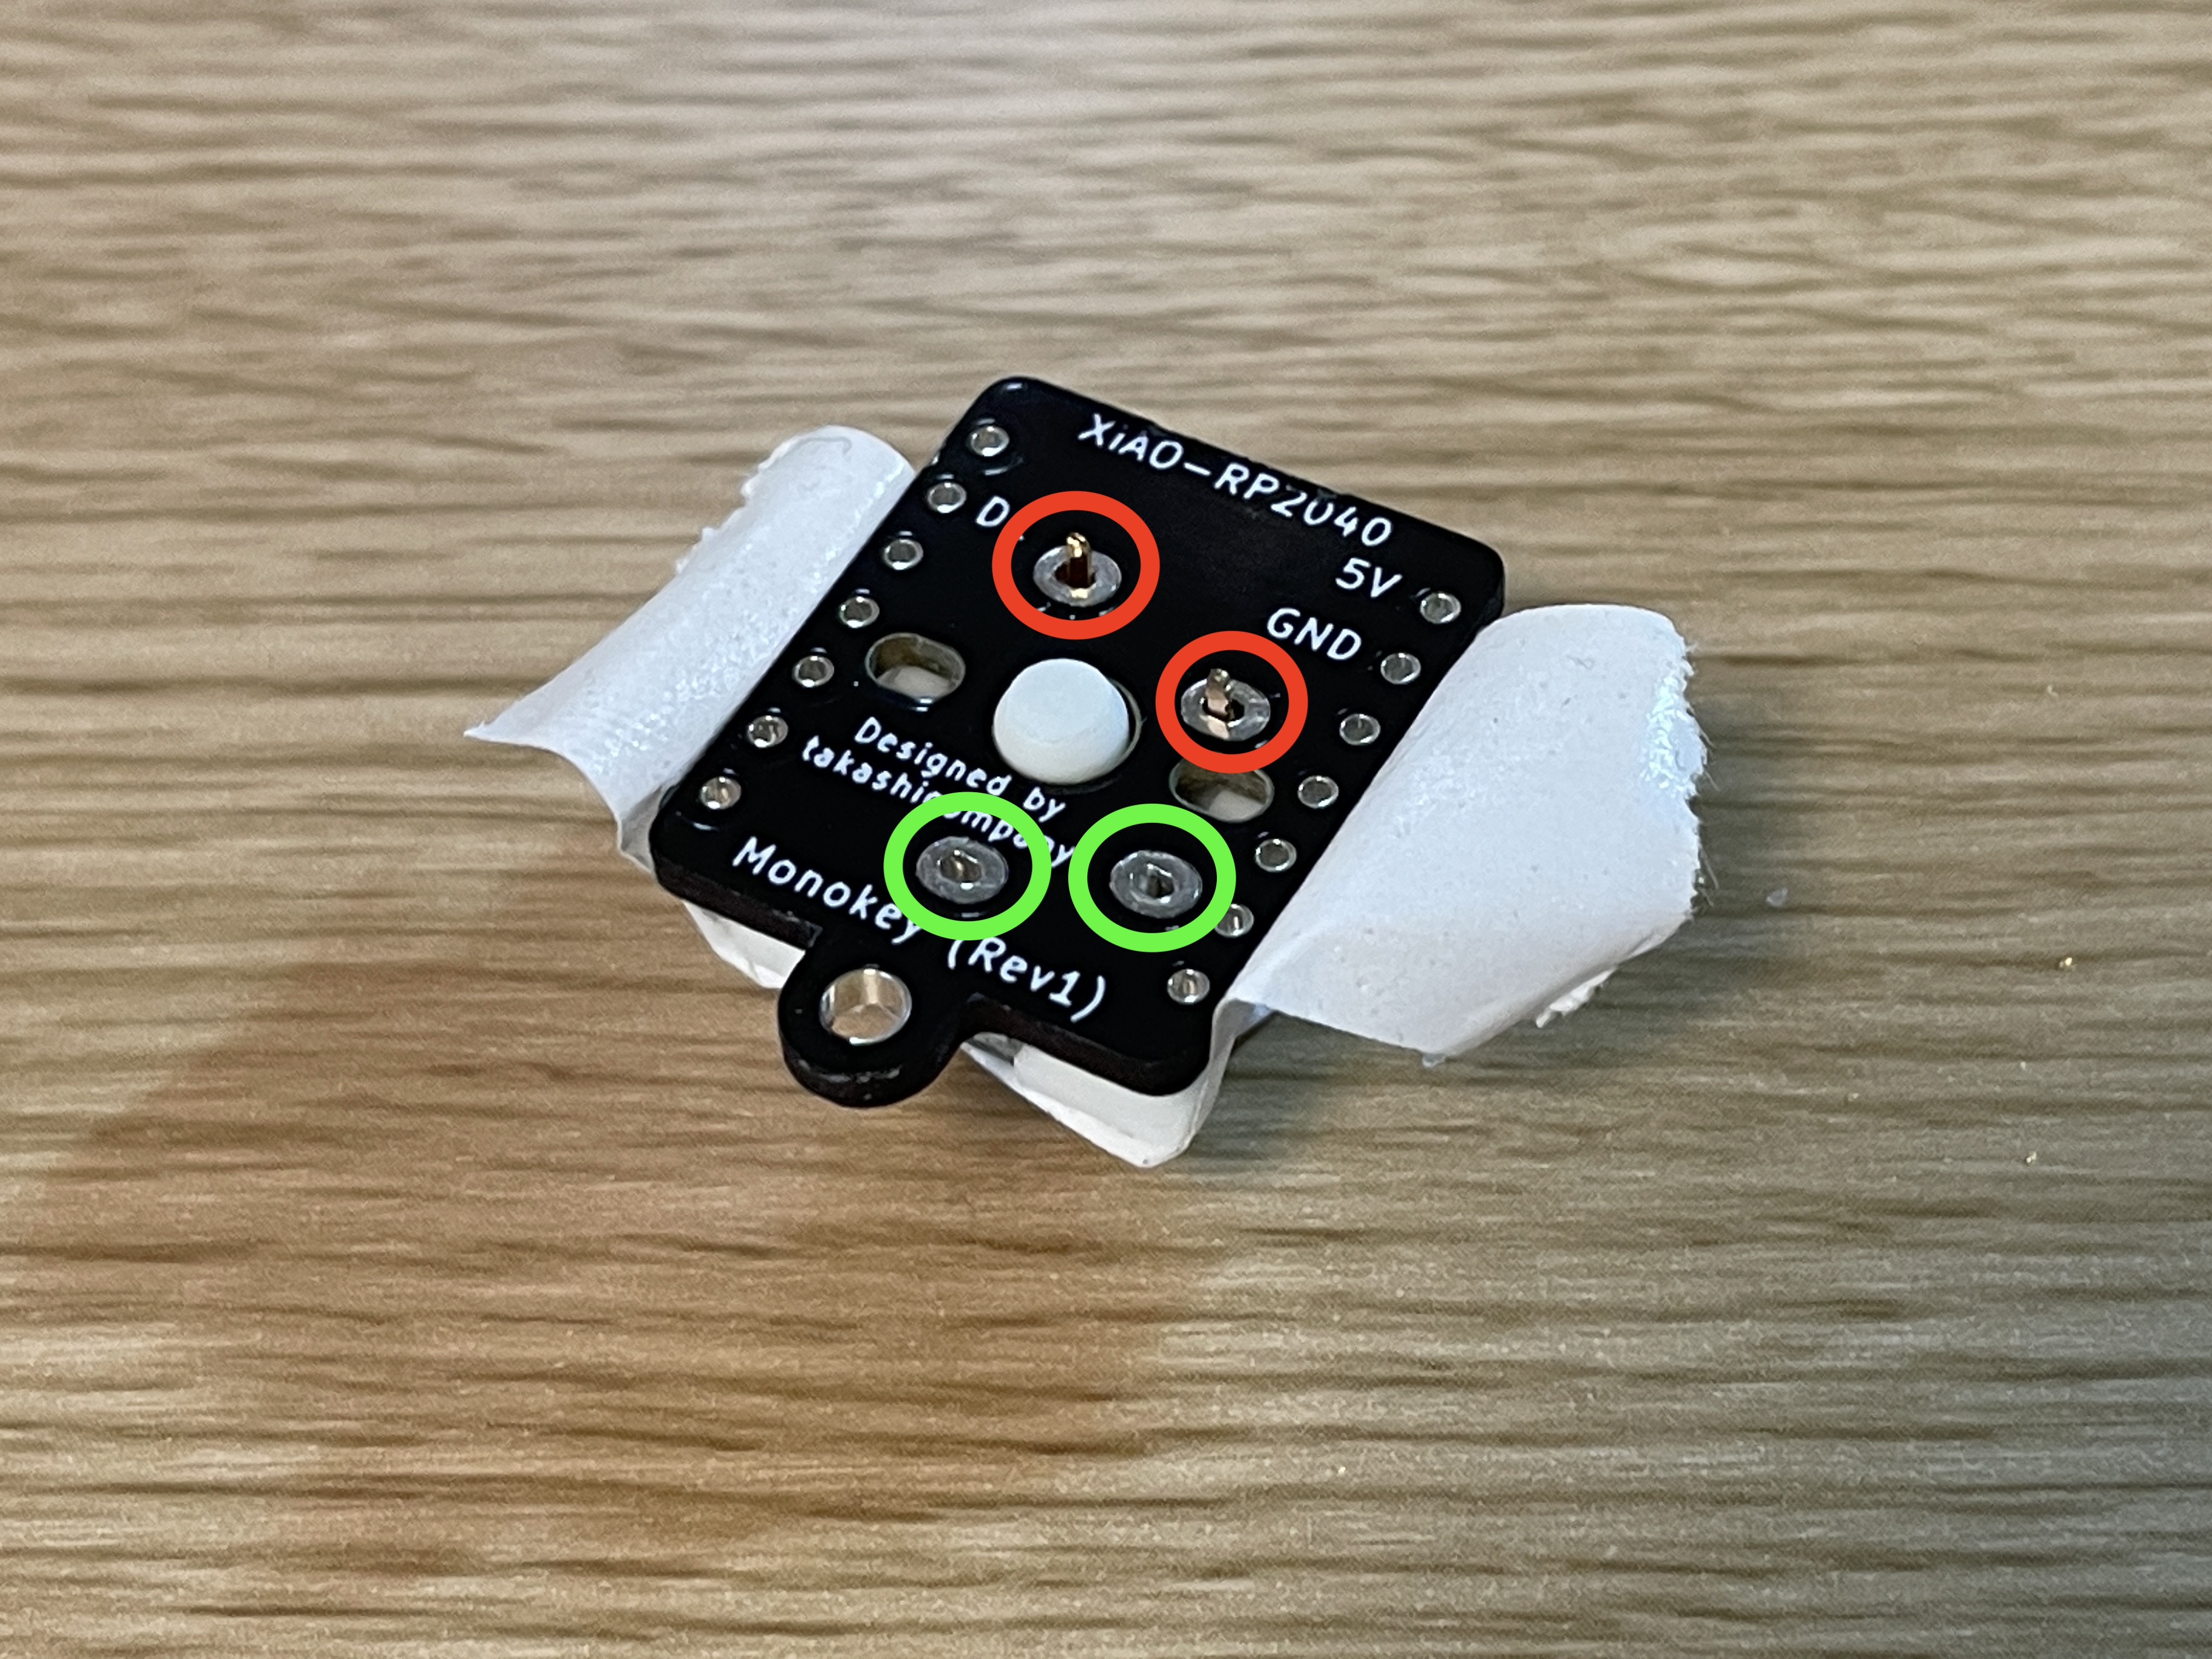 XiAO-RP2040
D
5V
GND
Designed by
Monokey (Rev1)